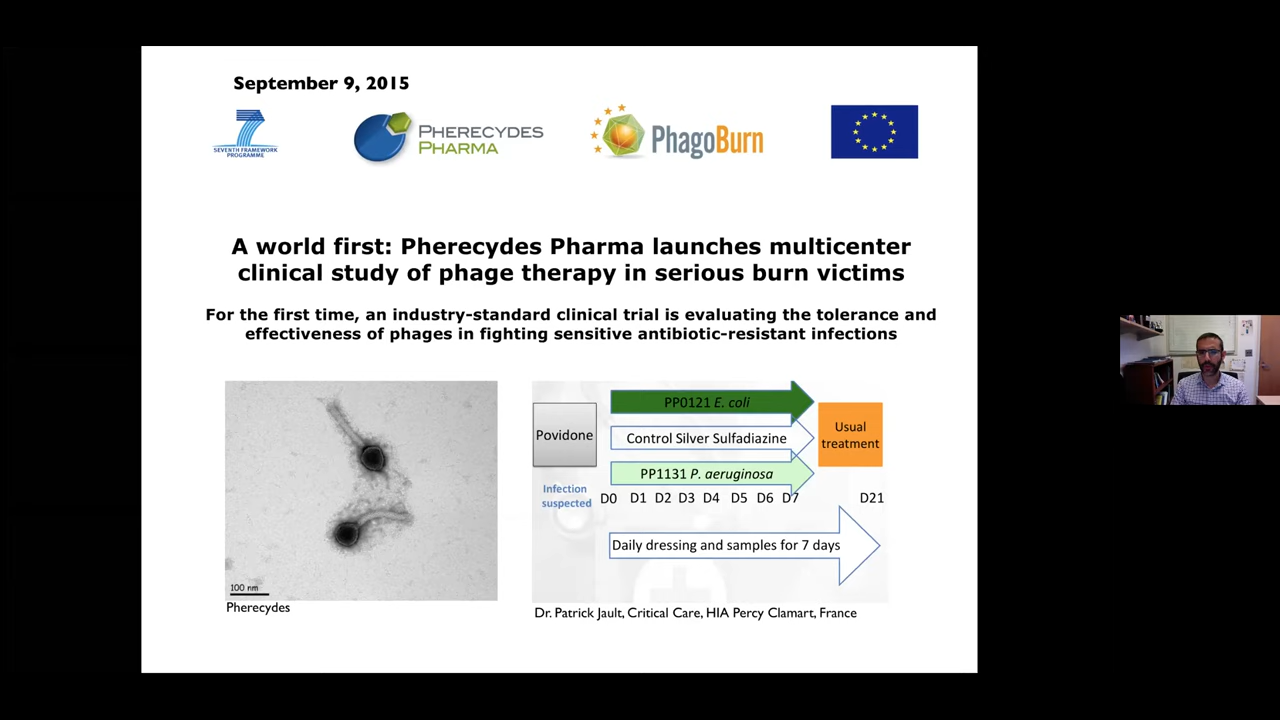 September 9, 2015
SEVENTH FRAMEWORK
PROGRAMME
PHERECYDES
PHARMA
PhagoBurn
A world first: Pherecydes Pharma launches multicenter
clinical study of phage therapy in serious burn victims
For the first time, an industry-standard clinical trial is evaluating the tolerance and
effectiveness of phages in fighting sensitive antibiotic-resistant infections
100 nm
Pherecydes
Povidone
Infection
suspected
PP0121 E. coli
Control Silver Sulfadiazine
PP1131 P. aeruginosa
Usual
treatment
D0 D1 D2 D3 D4 D5 D6 D7 D21
Daily dressing and samples for 7 days
Dr. Patrick Jault, Critical Care, HIA Percy Clamart, France